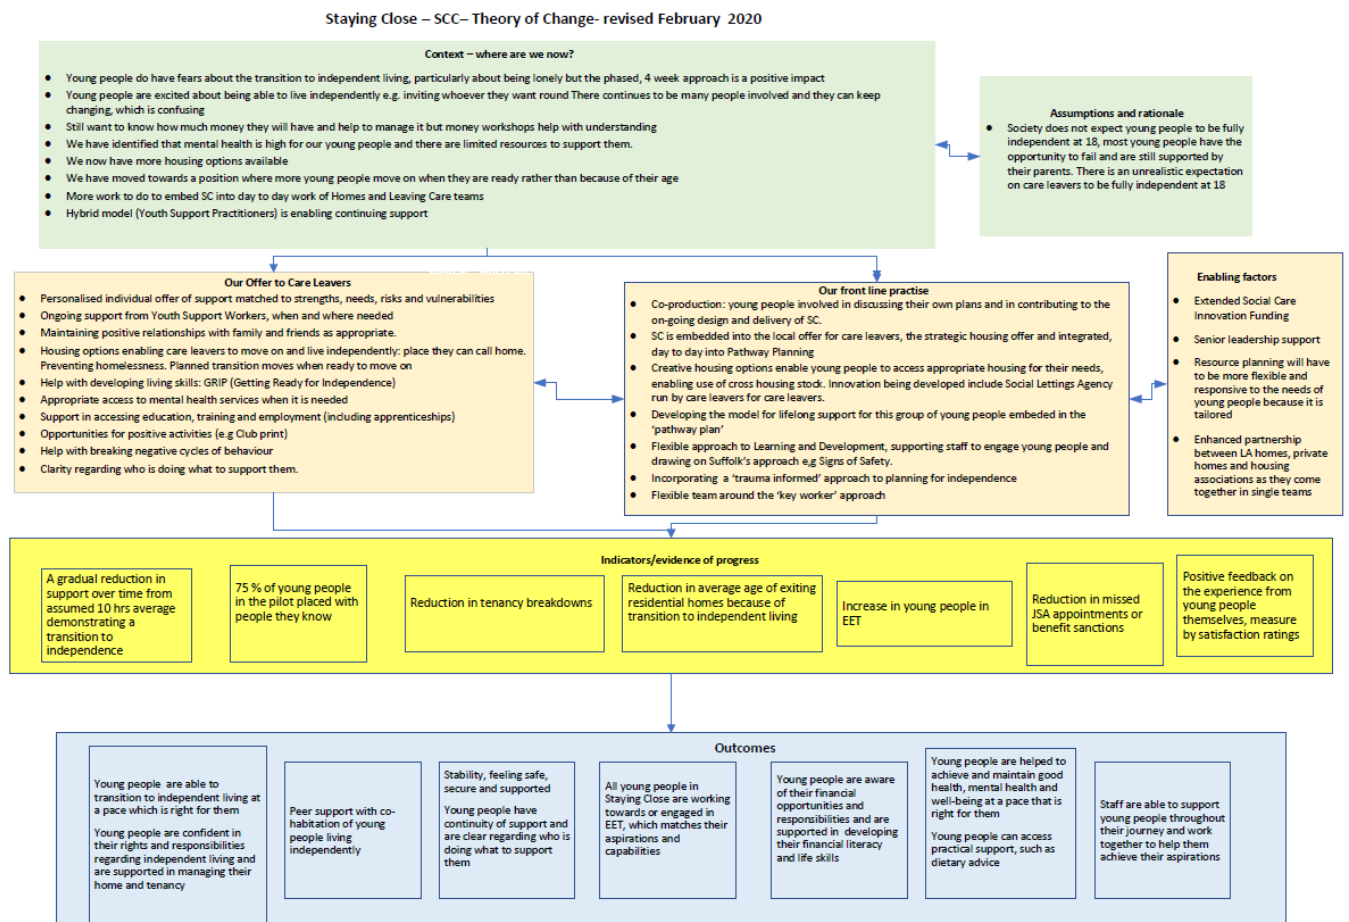 Staying Close – SCC– Theory of Change- revised February 2020
Context – where are we now?
● Young people do have fears about the transition to independent living, particularly about being lonely but the phased, 4 week approach is a positive impact
● Young people are excited about being able to live independently e.g. inviting whoever they want round There continues to be many people involved and they can keep
changing, which is confusing
● Still want to know how much money they will have and help to manage it but money workshops help with understanding
● We have identified that mental health is high for our young people and there are limited resources to support them.
● We now have more housing options available
● We have moved towards a position where more young people move on when they are ready rather than because of their age
● More work to do to embed SC into day to day work of Homes and Leaving Care teams
● Hybrid model (Youth Support Practitioners) is enabling continuing support
Assumptions and rationale
● Society does not expect young people to be fully
independent at 18, most young people have the
opportunity to fail and are still supported by
their parents. There is an unrealistic expectation
on care leavers to be fully independent at 18
Our Offer to Care Leavers
● Personalised individual offer of support matched to strengths, needs, risks and vulnerabilities
● Ongoing support from Youth Support Workers, when and where needed
● Maintaining positive relationships with family and friends as appropriate.
● Housing options enabling care leavers to move on and live independently: place they can call home.
Preventing homelessness. Planned transition moves when ready to move on
● Help with developing living skills: GRIP (Getting Ready for Independence)
● Appropriate access to mental health services when it is needed
● Support in accessing education, training and employment (including apprenticeships)
● Opportunities for positive activities (e.g Club print)
● Help with breaking negative cycles of behaviour
● Clarity regarding who is doing what to support them.
Our front line practise
● Co-production: young people involved in discussing their own plans and in contributing to the
on-going design and delivery of SC.
● SC is embedded into the local offer for care leavers, the strategic housing offer and integrated,
day to day into Pathway Planning
● Creative housing options enable young people to access appropriate housing for their needs,
enabling use of cross housing stock. Innovation being developed include Social Lettings Agency
run by care leavers for care leavers.
● Developing the model for lifelong support for this group of young people embeded in the
‘pathway plan’
● Flexible approach to Learning and Development, supporting staff to engage young people and
drawing on Suffolk’s approach e,g Signs of Safety.
● Incorporating a ‘trauma informed’ approach to planning for independence
● Flexible team around the ‘key worker’ approach
Enabling factors
● Extended Social Care
Innovation Funding
● Senior leadership support
● Resource planning will have
to be more flexible and
responsive to the needs of
young people because it is
tailored
● Enhanced partnership
between LA homes, private
homes and housing
associations as they come
together in single teams
Indicators/evidence of progress
A gradual reduction in
support over time from
assumed 10 hrs average
demonstrating a
transition to
independence
75 % of young people
in the pilot placed with
people they know
Reduction in tenancy breakdowns
Reduction in average age of exiting
residential homes because of
transition to independent living
Increase in young people in
EET
Reduction in missed
JSA appointments or
benefit sanctions
Positive feedback on
the experience from
young people
themselves, measure
by satisfaction ratings
Outcomes
Young people are able to
transition to independent living at
a pace which is right for them
Young people are confident in
their rights and responsibilities
regarding independent living and
are supported in managing their
home and tenancy
Peer support with co-
habitation of young
people living
independently
Stability, feeling safe,
secure and supported
Young people have
continuity of support and
are clear regarding who is
doing what to support
them
All young people in
Staying Close are working
towards or engaged in
EET, which matches their
aspirations and
capabilities
Young people are aware
of their financial
opportunities and
responsibilities and are
supported in developing
their financial literacy
and life skills
Young people are helped to
achieve and maintain good
health, mental health and
well-being at a pace that is
right for them
Young people can access
practical support, such as
dietary advice
Staff are able to support
young people throughout
their journey and work
together to help them
achieve their aspirations